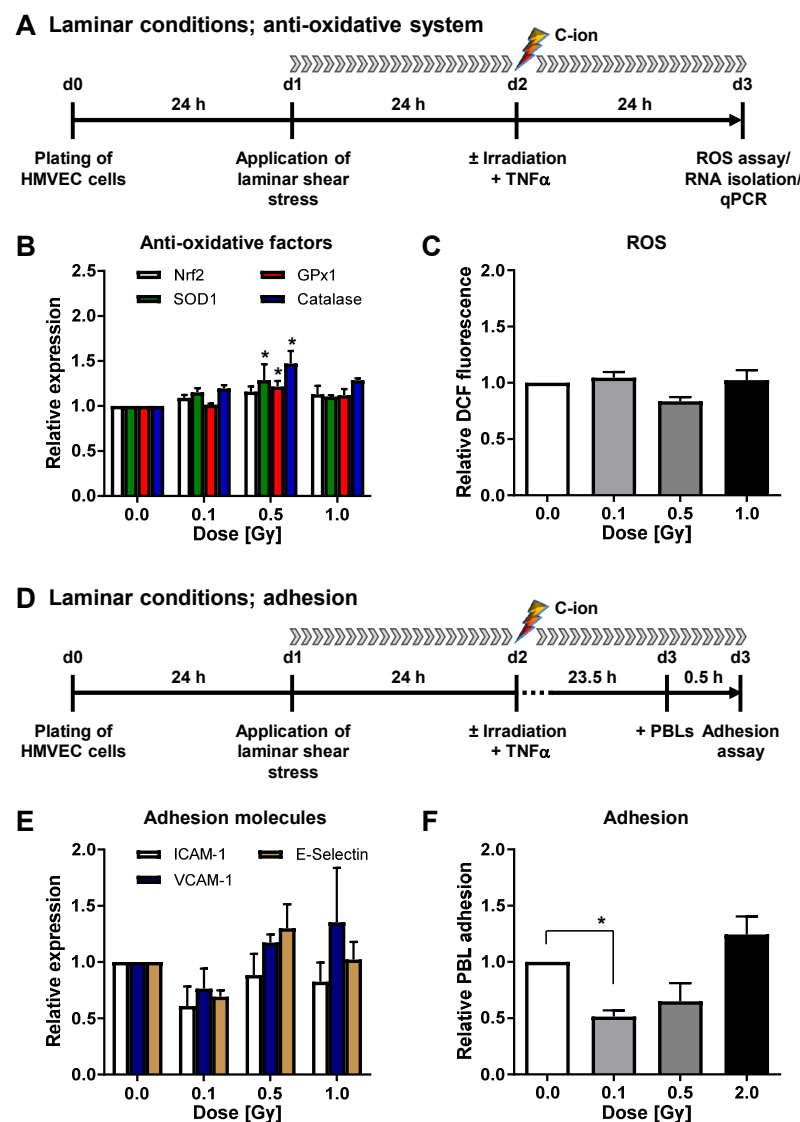 A Laminar conditions; anti-oxidative system
C-ion
d0 d1 d2 d3
24 h 24 h 24 h
Plating of
HMVEC cells
Application of
laminar shear
stress
± Irradiation
+ TNFα
ROS assay/
RNA isolation/
qPCR
B Anti-oxidative factors
Nrf2 GPx1
SOD1 Catalase
Relative expression
2.5
2.0
1.5
1.0
0.5
0.0
* * *
0.0 0.1 0.5 1.0
Dose [Gy]
C ROS
Relative DCF fluorescence
2.0
1.5
1.0
0.5
0.0
0.0 0.1 0.5 1.0
Dose [Gy]
D Laminar conditions; adhesion
C-ion
d0 d1 d2 d3 d3
24 h 24 h 23.5 h 0.5 h
Plating of
HMVEC cells
Application of
laminar shear
stress
± Irradiation
+ TNFα
+ PBLs
Adhesion
assay
E Adhesion molecules
ICAM-1 E-Selectin
VCAM-1
Relative expression
2.0
1.5
1.0
0.5
0.0
0.0 0.1 0.5 1.0
Dose [Gy]
F Adhesion
Relative PBL adhesion
2.0
1.5
1.0
0.5
0.0
*
0.0 0.1 0.5 2.0
Dose [Gy]